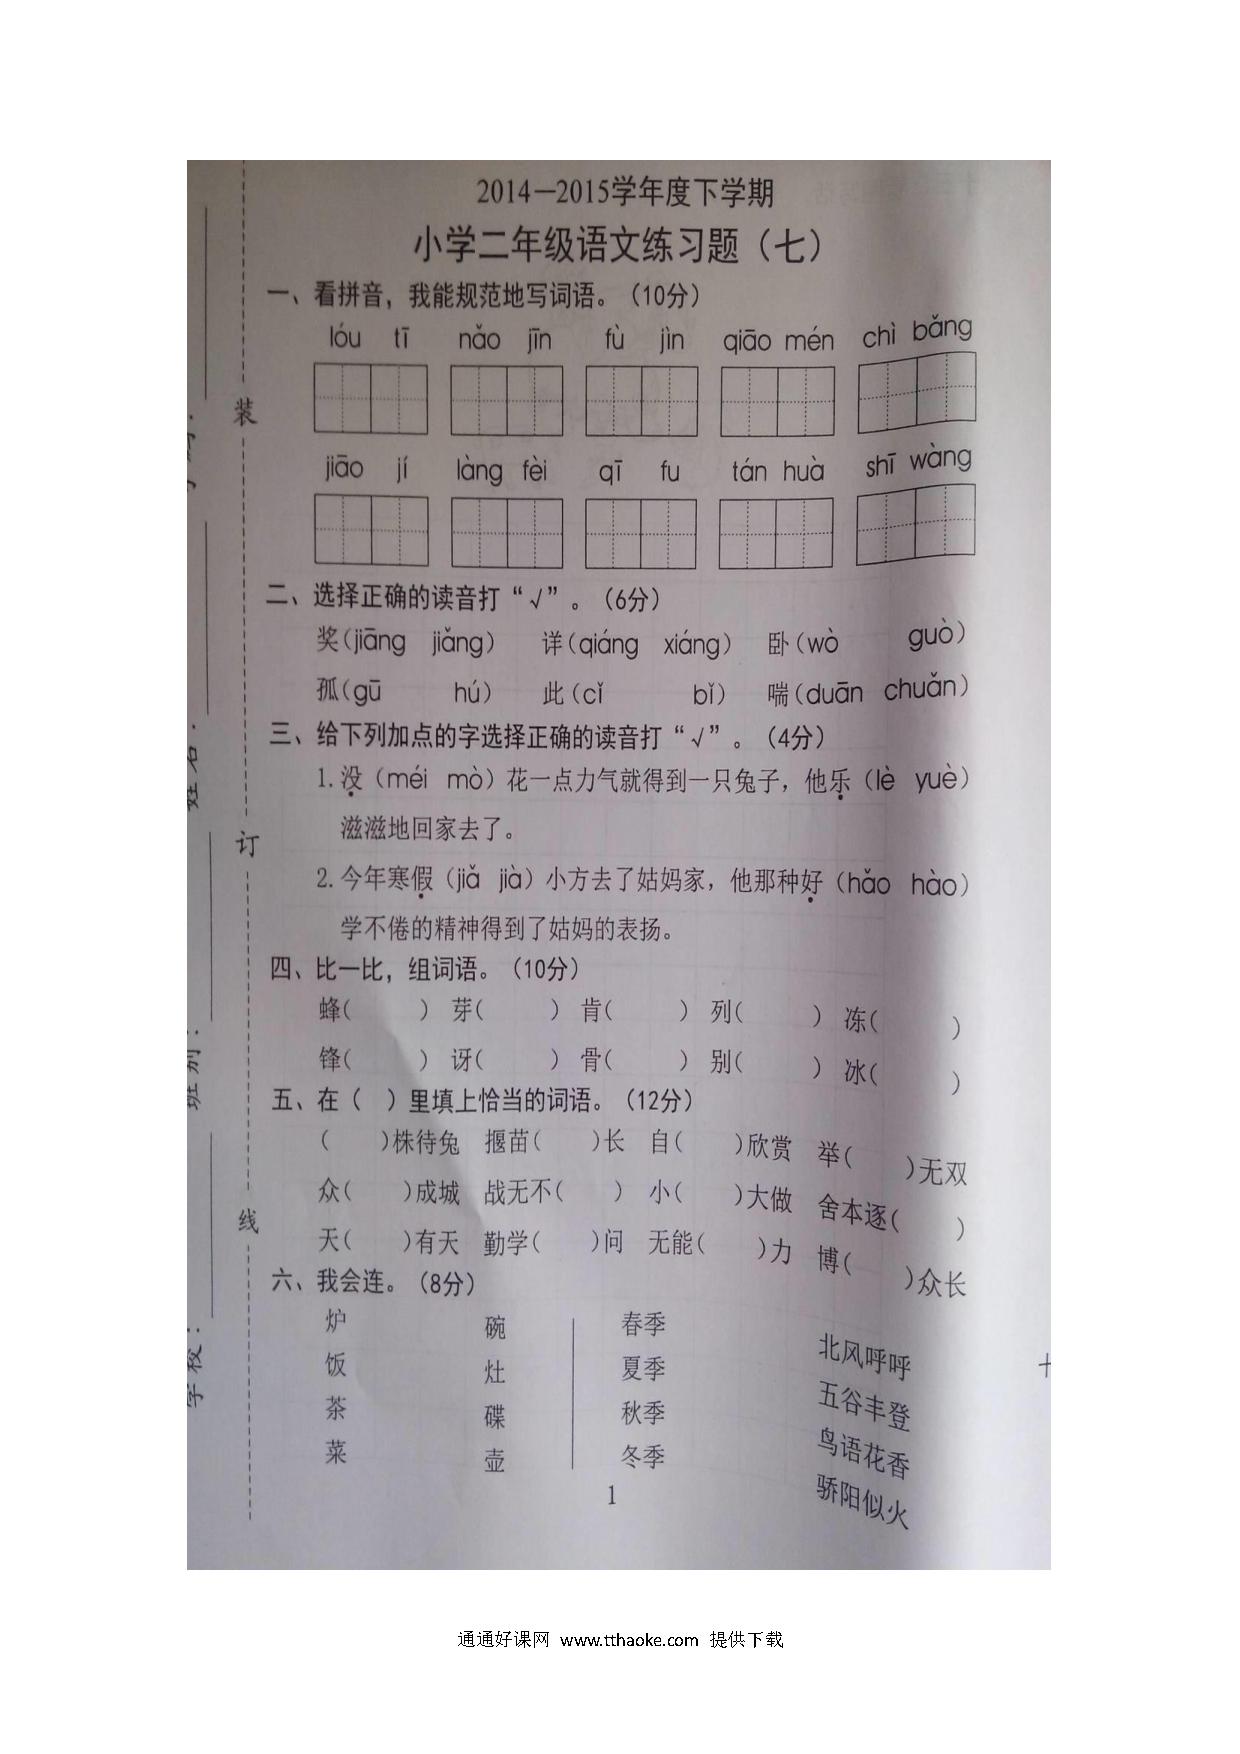 2014—2015学年度下学期
小学二年级语文练习题（七）
一、看拼音，我能规范地写词语。（10分）
lóu tī nǎo jīn fù jìn qiāo mén chì bǎng
jiāo jí làng fèi qī fu tán huà shī wàng
二、选择正确的读音打“√”。（6分）
奖(jiāng jiǎng) 详(qiáng xiáng) 卧(wò guò)
孤(gū hú) 此(cǐ bǐ) 喘(duān chuǎn)
三、给下列加点的字选择正确的读音打“√”。（4分）
1.没（méi mò）花一点力气就得到一只兔子，他乐（lè yuè）
滋滋地回家去了。
2.今年寒假（jiǎ jià）小方去了姑妈家，他那种好（hǎo hào）
学不倦的精神得到了姑妈的表扬。
四、比一比，组词语。（10分）
蜂( ) 芽( ) 肯( ) 列( ) 冻( )
锋( ) 讶( ) 骨( ) 别( ) 冰( )
五、在（ ）里填上恰当的词语。（12分）
( )株待兔 揠苗( )长 自( )欣赏 举( )无双
众( )成城 战无不( ) 小( )大做 舍本逐( )
天( )有天 勤学( )问 无能( )力 博( )众长
六、我会连。（8分）
炉 碗 春季 北风呼呼
饭 灶 夏季 五谷丰登
茶 碟 秋季 鸟语花香
菜 壶 冬季 骄阳似火
1
装
订
线
学校：
班别：
姓名：
通通好课网 www.tthaoke.com 提供下载